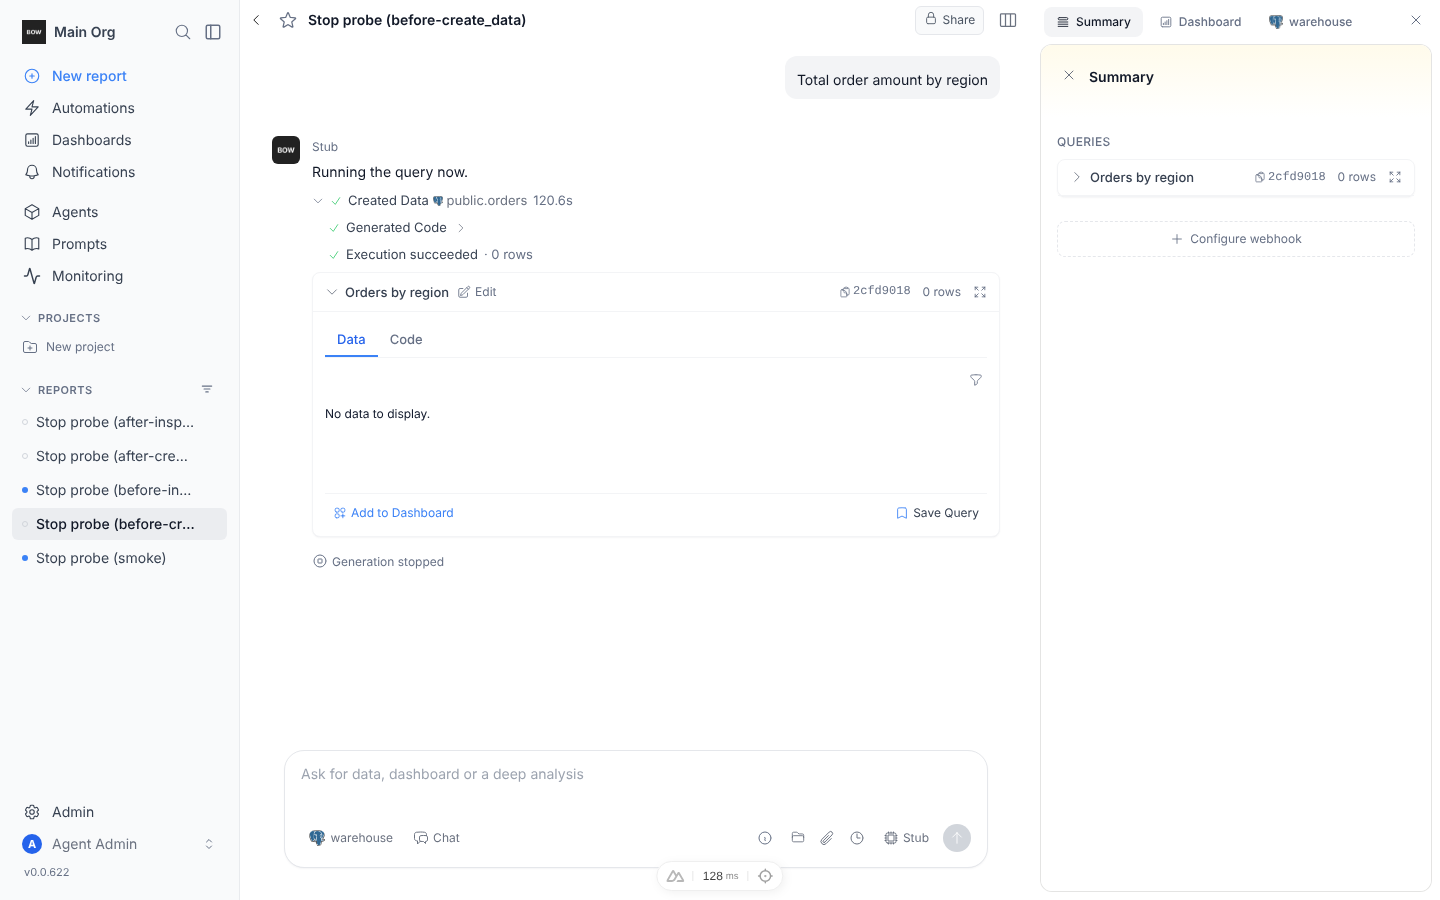 BOW
Main Org
New report
Automations
Dashboards
Notifications
Agents
Prompts
Monitoring
PROJECTS
New project
REPORTS
Stop probe (after-insp...
Stop probe (after-cre...
Stop probe (before-in...
Stop probe (before-cr...
Stop probe (smoke)
Admin
A Agent Admin
v0.0.622
Stop probe (before-create_data)
Share
Total order amount by region
BOW
Stub
Running the query now.
Created Data public.orders 120.6s
Generated Code
Execution succeeded · 0 rows
Orders by region Edit 2cfd9018 0 rows
Data Code
No data to display.
Add to Dashboard Save Query
Generation stopped
Ask for data, dashboard or a deep analysis
warehouse Chat Stub
128 ms
Summary Dashboard warehouse
Summary
QUERIES
Orders by region 2cfd9018 0 rows
Configure webhook